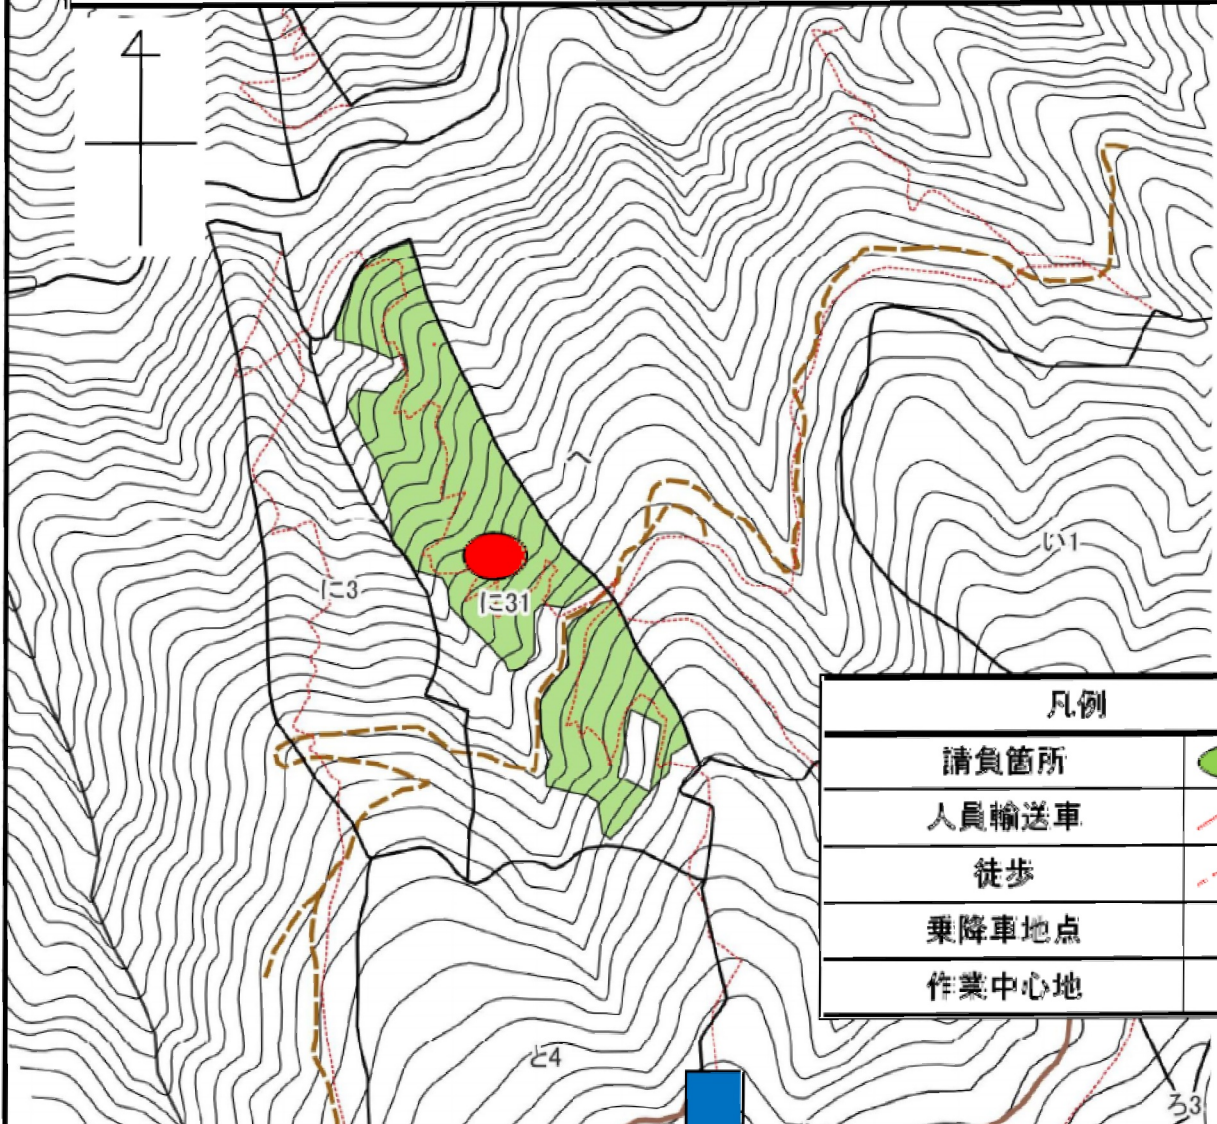 へ
い1
に3
に31
凡例
請負箇所
人員輸送車
徒歩
乗降車地点
作業中心地
と4
ろ3